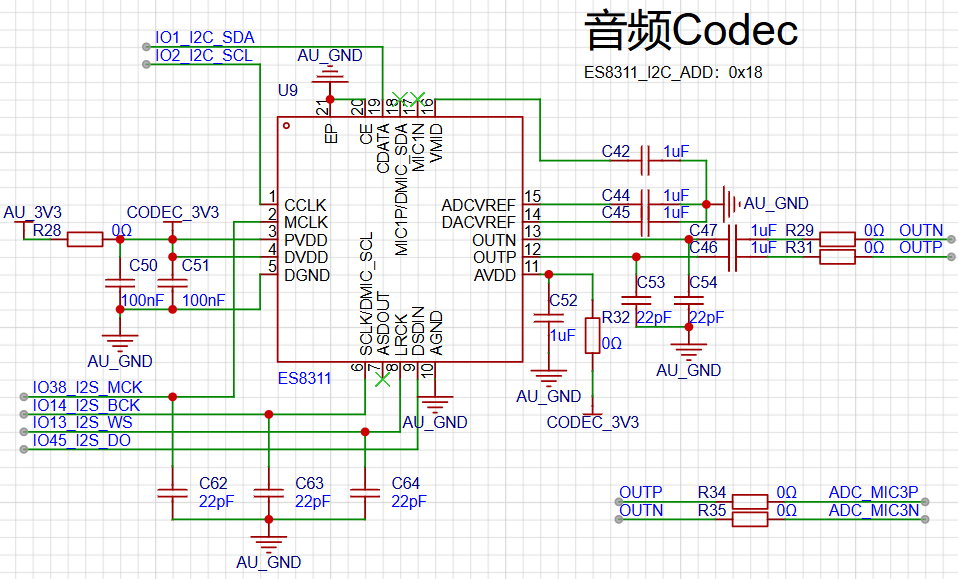 音频Codec
ES8311_I2C_ADD：0x18
IO1_I2C_SDA
IO2_I2C_SCL
AU_GND
U9
21
20
19
18
17
16
EP
CE
CDATA
MIC1P/DMIC_SDA
MIC1N
VMID
C42 1uF
1 CCLK
2 MCLK
3 PVDD
4 DVDD
5 DGND
ADCVREF 15
DACVREF 14
OUTN 13
OUTP 12
AVDD 11
C44 1uF
C45 1uF
AU_GND
AU_3V3
R28 0Ω
CODEC_3V3
C47 1uF R29 0Ω OUTN
C46 1uF R31 0Ω OUTP
C50
100nF
C51
100nF
AU_GND
C52
1uF
AU_GND
R32
0Ω
CODEC_3V3
C53
22pF
C54
22pF
AU_GND
SCLK/DMIC_SCL
ASDOUT
LRCK
DSDIN
AGND
6
7
8
9
10
ES8311
AU_GND
IO38_I2S_MCK
IO14_I2S_BCK
IO13_I2S_WS
IO45_I2S_DO
C62
22pF
C63
22pF
C64
22pF
AU_GND
OUTP R34 0Ω ADC_MIC3P
OUTN R35 0Ω ADC_MIC3N